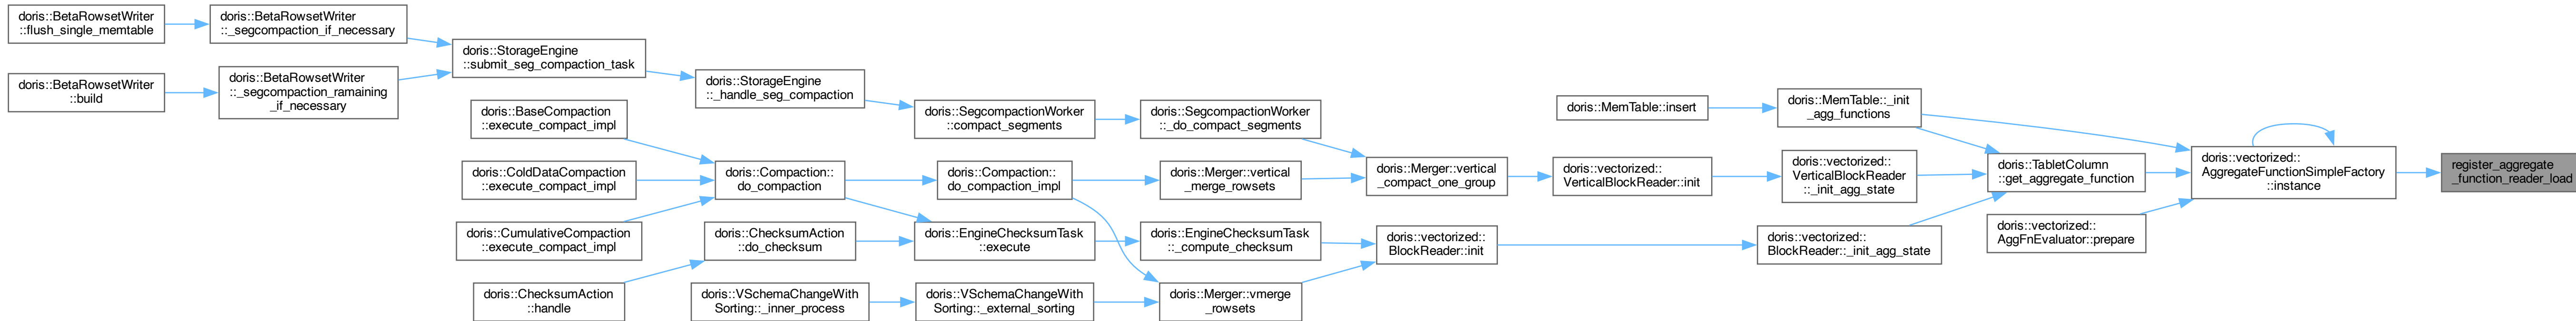 doris::BetaRowsetWriter
::flush_single_memtable
doris::BetaRowsetWriter
::_segcompaction_if_necessary
doris::BetaRowsetWriter
::build
doris::BetaRowsetWriter
::_segcompaction_ramaining
_if_necessary
doris::StorageEngine
::submit_seg_compaction_task
doris::StorageEngine
::_handle_seg_compaction
doris::BaseCompaction
::execute_compact_impl
doris::ColdDataCompaction
::execute_compact_impl
doris::CumulativeCompaction
::execute_compact_impl
doris::ChecksumAction
::handle
doris::Compaction::
do_compaction
doris::ChecksumAction
::do_checksum
doris::VSchemaChangeWith
Sorting::_inner_process
doris::SegcompactionWorker
::compact_segments
doris::Compaction::
do_compaction_impl
doris::EngineChecksumTask
::execute
doris::VSchemaChangeWith
Sorting::_external_sorting
doris::SegcompactionWorker
::_do_compact_segments
doris::Merger::vertical
_merge_rowsets
doris::EngineChecksumTask
::_compute_checksum
doris::Merger::vmerge
_rowsets
doris::Merger::vertical
_compact_one_group
doris::vectorized::
BlockReader::init
doris::MemTable::insert
doris::vectorized::
VerticalBlockReader::init
doris::MemTable::_init
_agg_functions
doris::vectorized::
VerticalBlockReader
::_init_agg_state
doris::vectorized::
BlockReader::_init_agg_state
doris::TabletColumn
::get_aggregate_function
doris::vectorized::
AggFnEvaluator::prepare
doris::vectorized::
AggregateFunctionSimpleFactory
::instance
register_aggregate
_function_reader_load